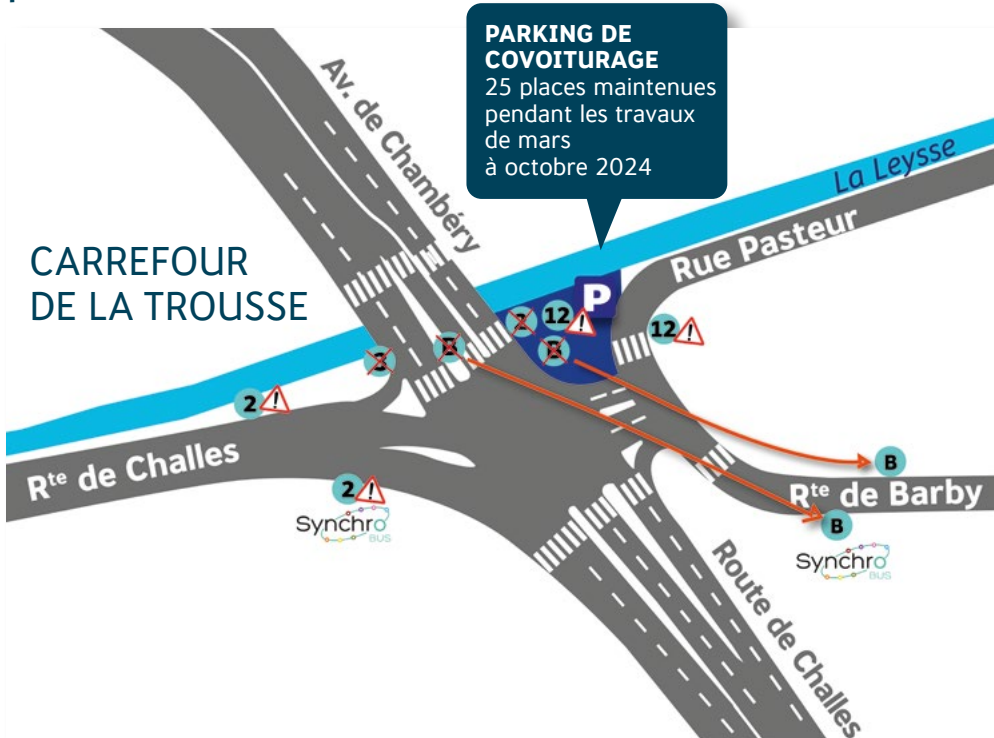 PARKING DE
COVOITURAGE
25 places maintenues
pendant les travaux
de mars
à octobre 2024
Av. de Chambéry
La Leysse
Rue Pasteur
CARREFOUR
DE LA TROUSSE
P
2
12
B
12
B
2
Rte de Challes
2
Synchro
BUS
B
Rte de Barby
B
Synchro
BUS
Route de Challes